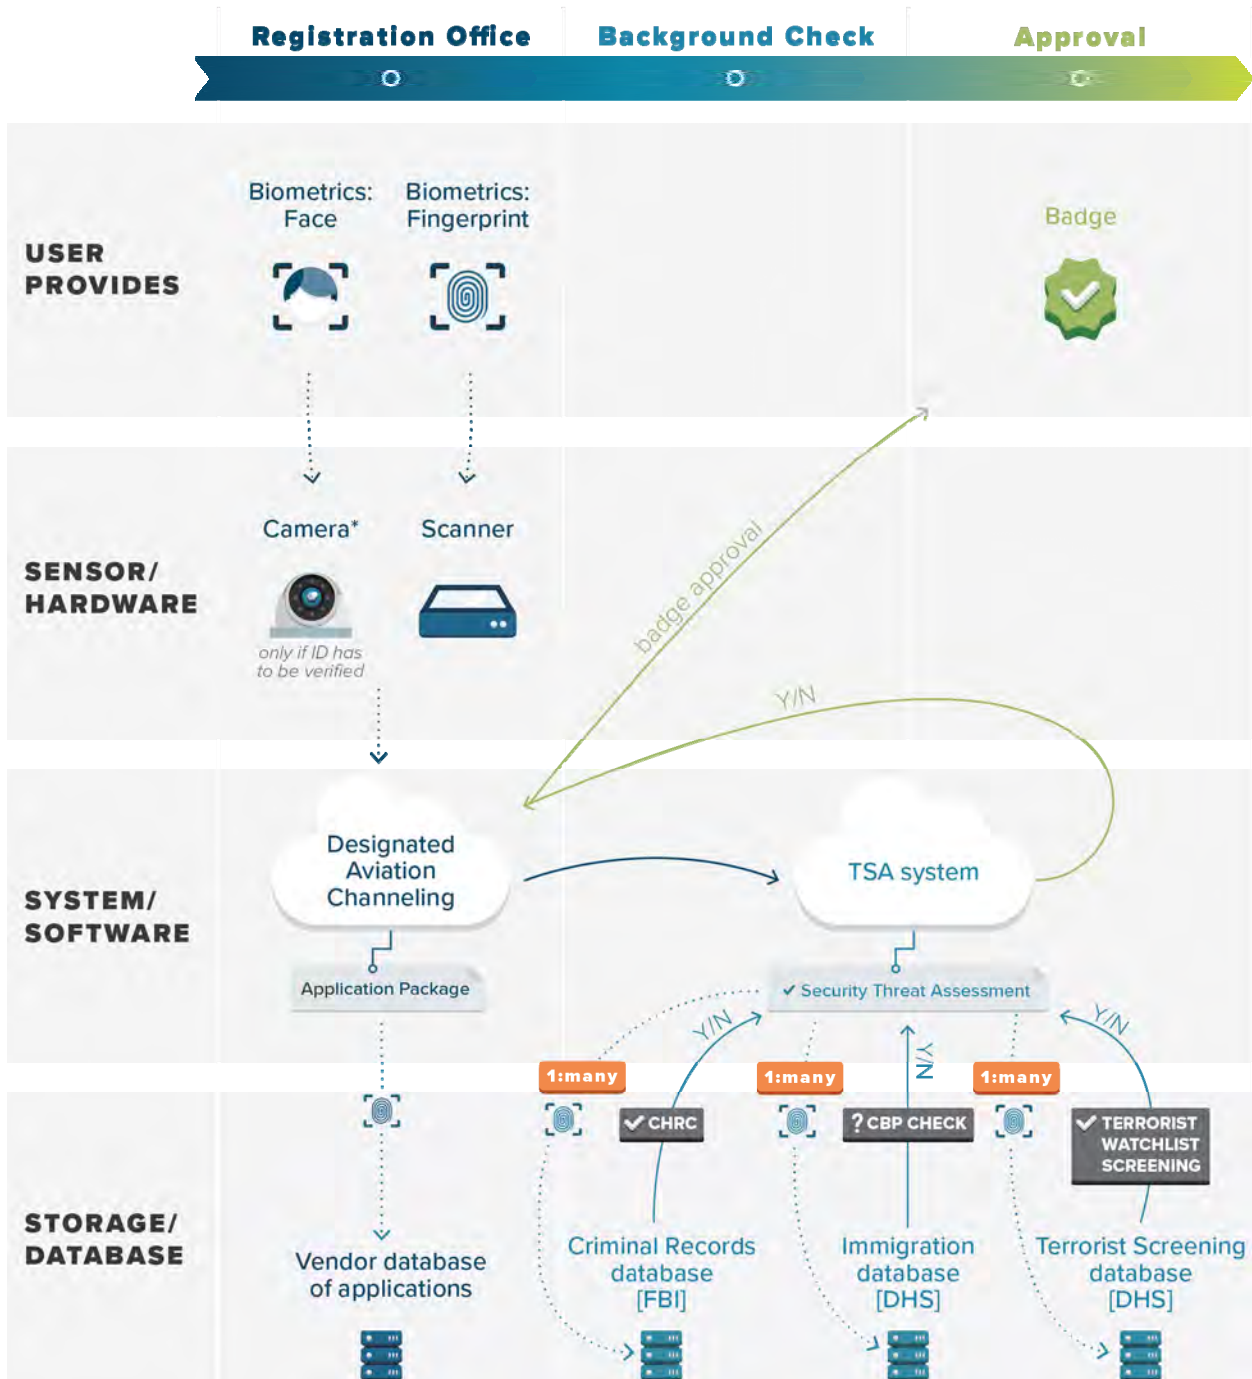 Registration Office
Background Check
Approval
USER
PROVIDES
Biometrics:
Face
Biometrics:
Fingerprint
Badge
SENSOR/
HARDWARE
Camera*
only if ID has
to be verified
Scanner
badge approval
Y/N
SYSTEM/
SOFTWARE
Designated
Aviation
Channeling
TSA system
Application Package
✓ Security Threat Assessment
Y/N
Y/N
Y/N
1:many
1:many
1:many
STORAGE/
DATABASE
✓ CHRC
? CBP CHECK
✓ TERRORIST
WATCHLIST
SCREENING
Vendor database
of applications
Criminal Records
database
[FBI]
Immigration
database
[DHS]
Terrorist Screening
database
[DHS]